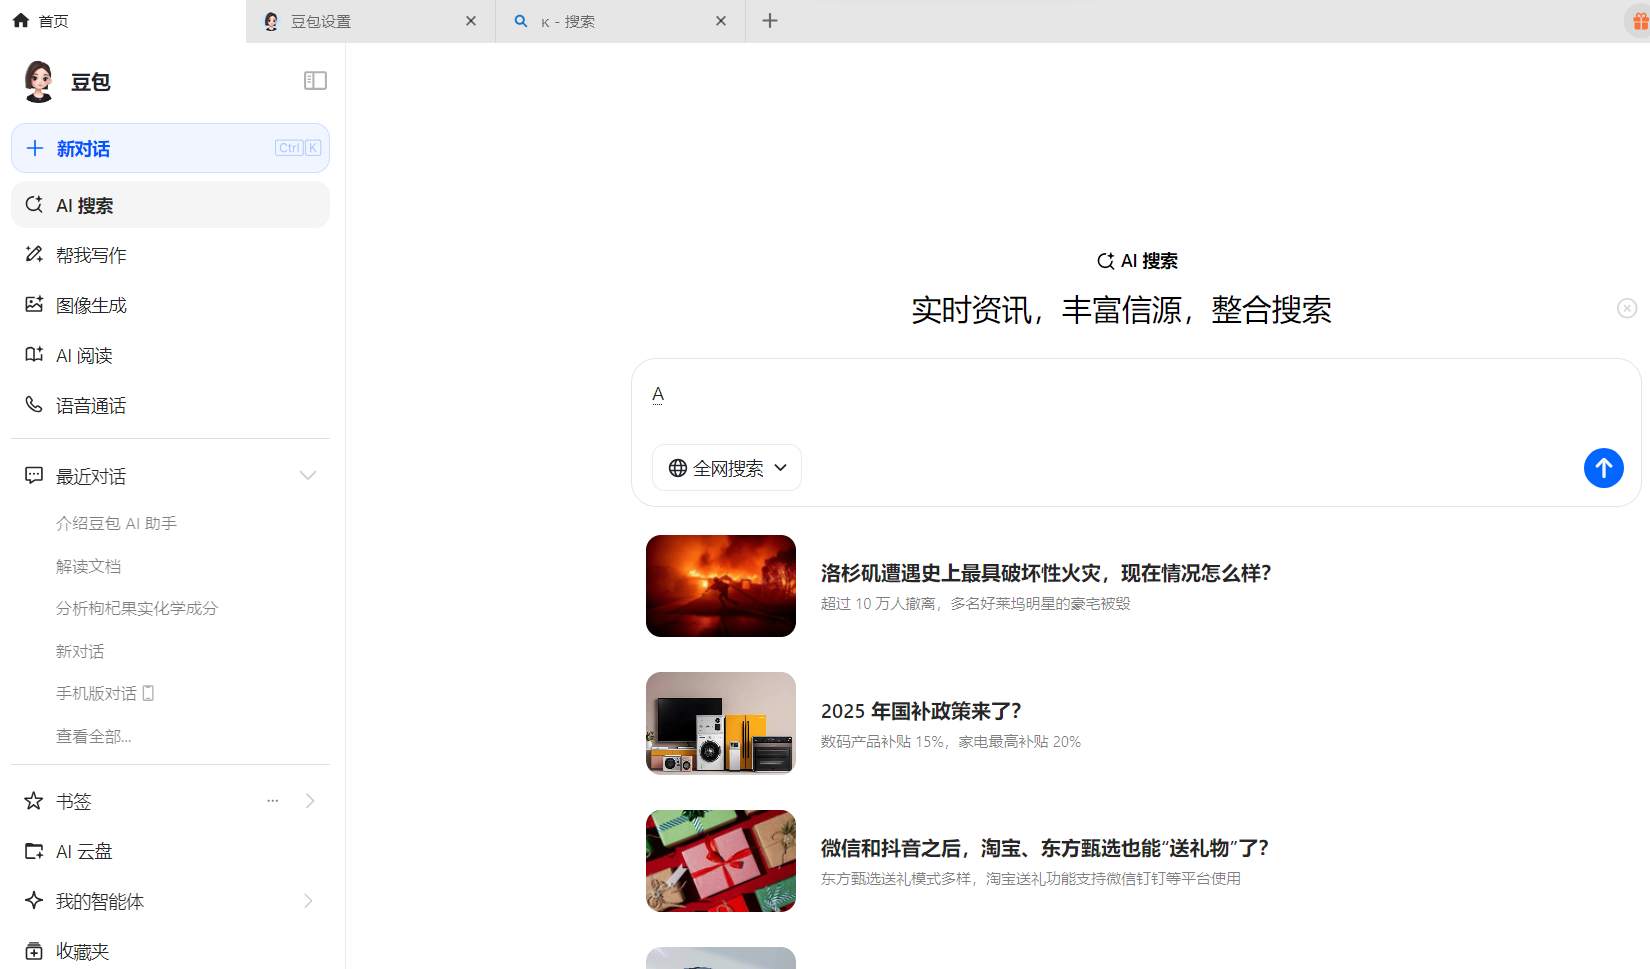 首页
豆包设置
K - 搜索
豆包
新对话
Ctrl K
AI 搜索
帮我写作
图像生成
AI 阅读
语音通话
最近对话
介绍豆包 AI 助手
解读文档
分析枸杞果实化学成分
新对话
手机版对话
查看全部...
书签
AI 云盘
我的智能体
收藏夹
AI 搜索
实时资讯，丰富信源，整合搜索
A
全网搜索
洛杉矶遭遇史上最具破坏性火灾，现在情况怎么样？
超过 10 万人撤离，多名好莱坞明星的豪宅被毁
2025 年国补政策来了？
数码产品补贴 15%，家电最高补贴 20%
微信和抖音之后，淘宝、东方甄选也能“送礼物”了？
东方甄选送礼模式多样，淘宝送礼功能支持微信钉钉等平台使用